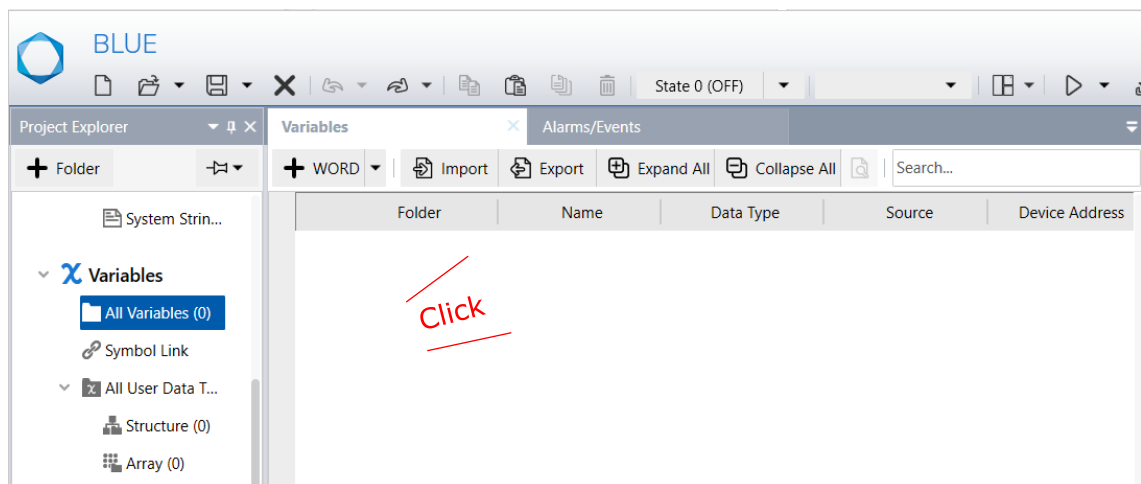 BLUE
State 0 (OFF)
Project Explorer
Variables
Alarms/Events
Folder
WORD
Import
Export
Expand All
Collapse All
Search...
System Strin...
Variables
All Variables (0)
Symbol Link
All User Data T...
Structure (0)
Array (0)
Folder Name Data Type Source Device Address
Click